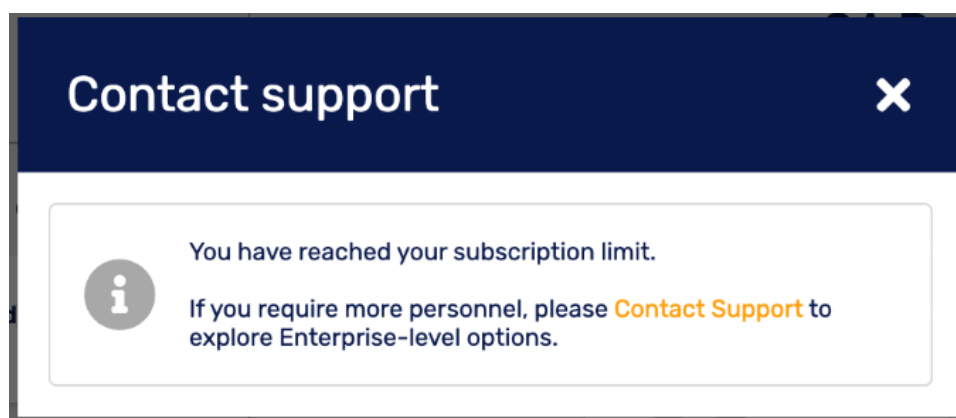 Contact support
You have reached your subscription limit.
If you require more personnel, please Contact Support to
explore Enterprise-level options.